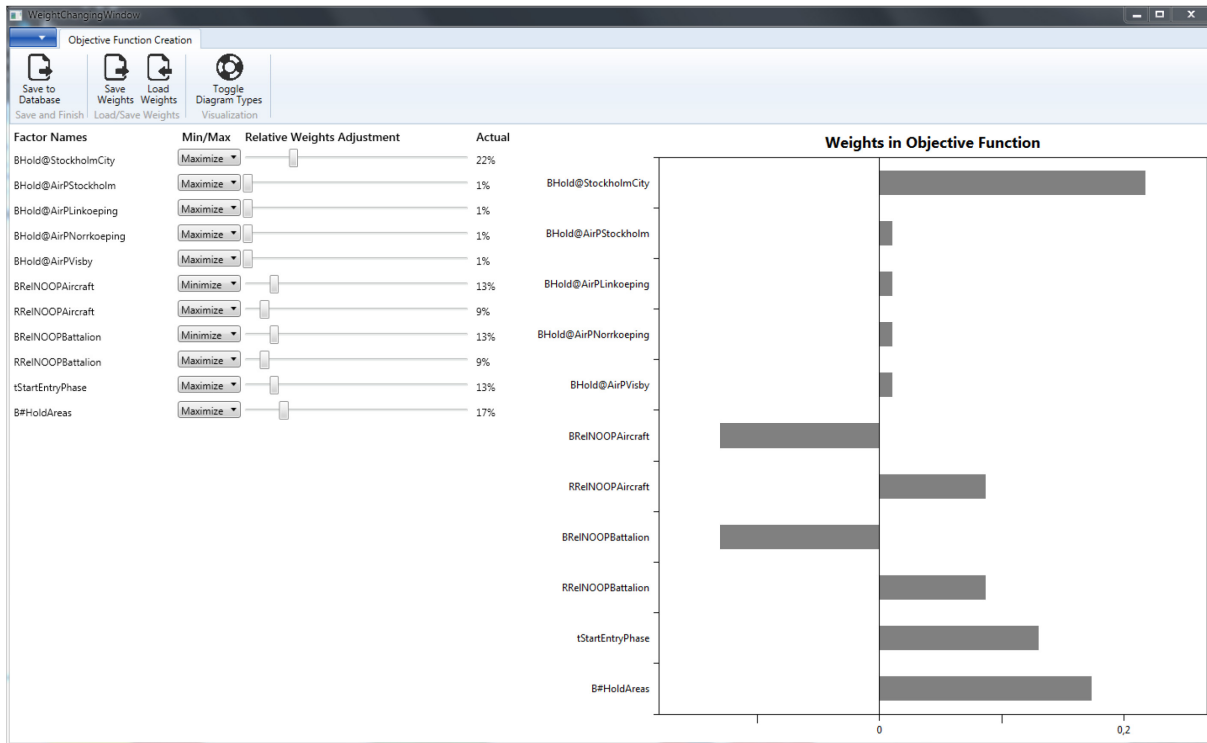 WeightChangingWindow
Objective Function Creation
Save to Database
Save Weights
Load Weights
Toggle Diagram Types
Save and Finish
Load/Save Weights
Visualization
Factor Names Min/Max Relative Weights Adjustment Actual
BHold@StockholmCity Maximize 22%
BHold@AirPStockholm Maximize 1%
BHold@AirPLinkoeping Maximize 1%
BHold@AirPNorrkoeping Maximize 1%
BHold@AirPVisby Maximize 1%
BRelNOOPAircraft Minimize 13%
RRelNOOPAircraft Maximize 9%
BRelNOOPBattalion Minimize 13%
RRelNOOPBattalion Maximize 9%
tStartEntryPhase Maximize 13%
B#HoldAreas Maximize 17%
Weights in Objective Function
BHold@StockholmCity
BHold@AirPStockholm
BHold@AirPLinkoeping
BHold@AirPNorrkoeping
BHold@AirPVisby
BRelNOOPAircraft
RRelNOOPAircraft
BRelNOOPBattalion
RRelNOOPBattalion
tStartEntryPhase
B#HoldAreas
0 0,2